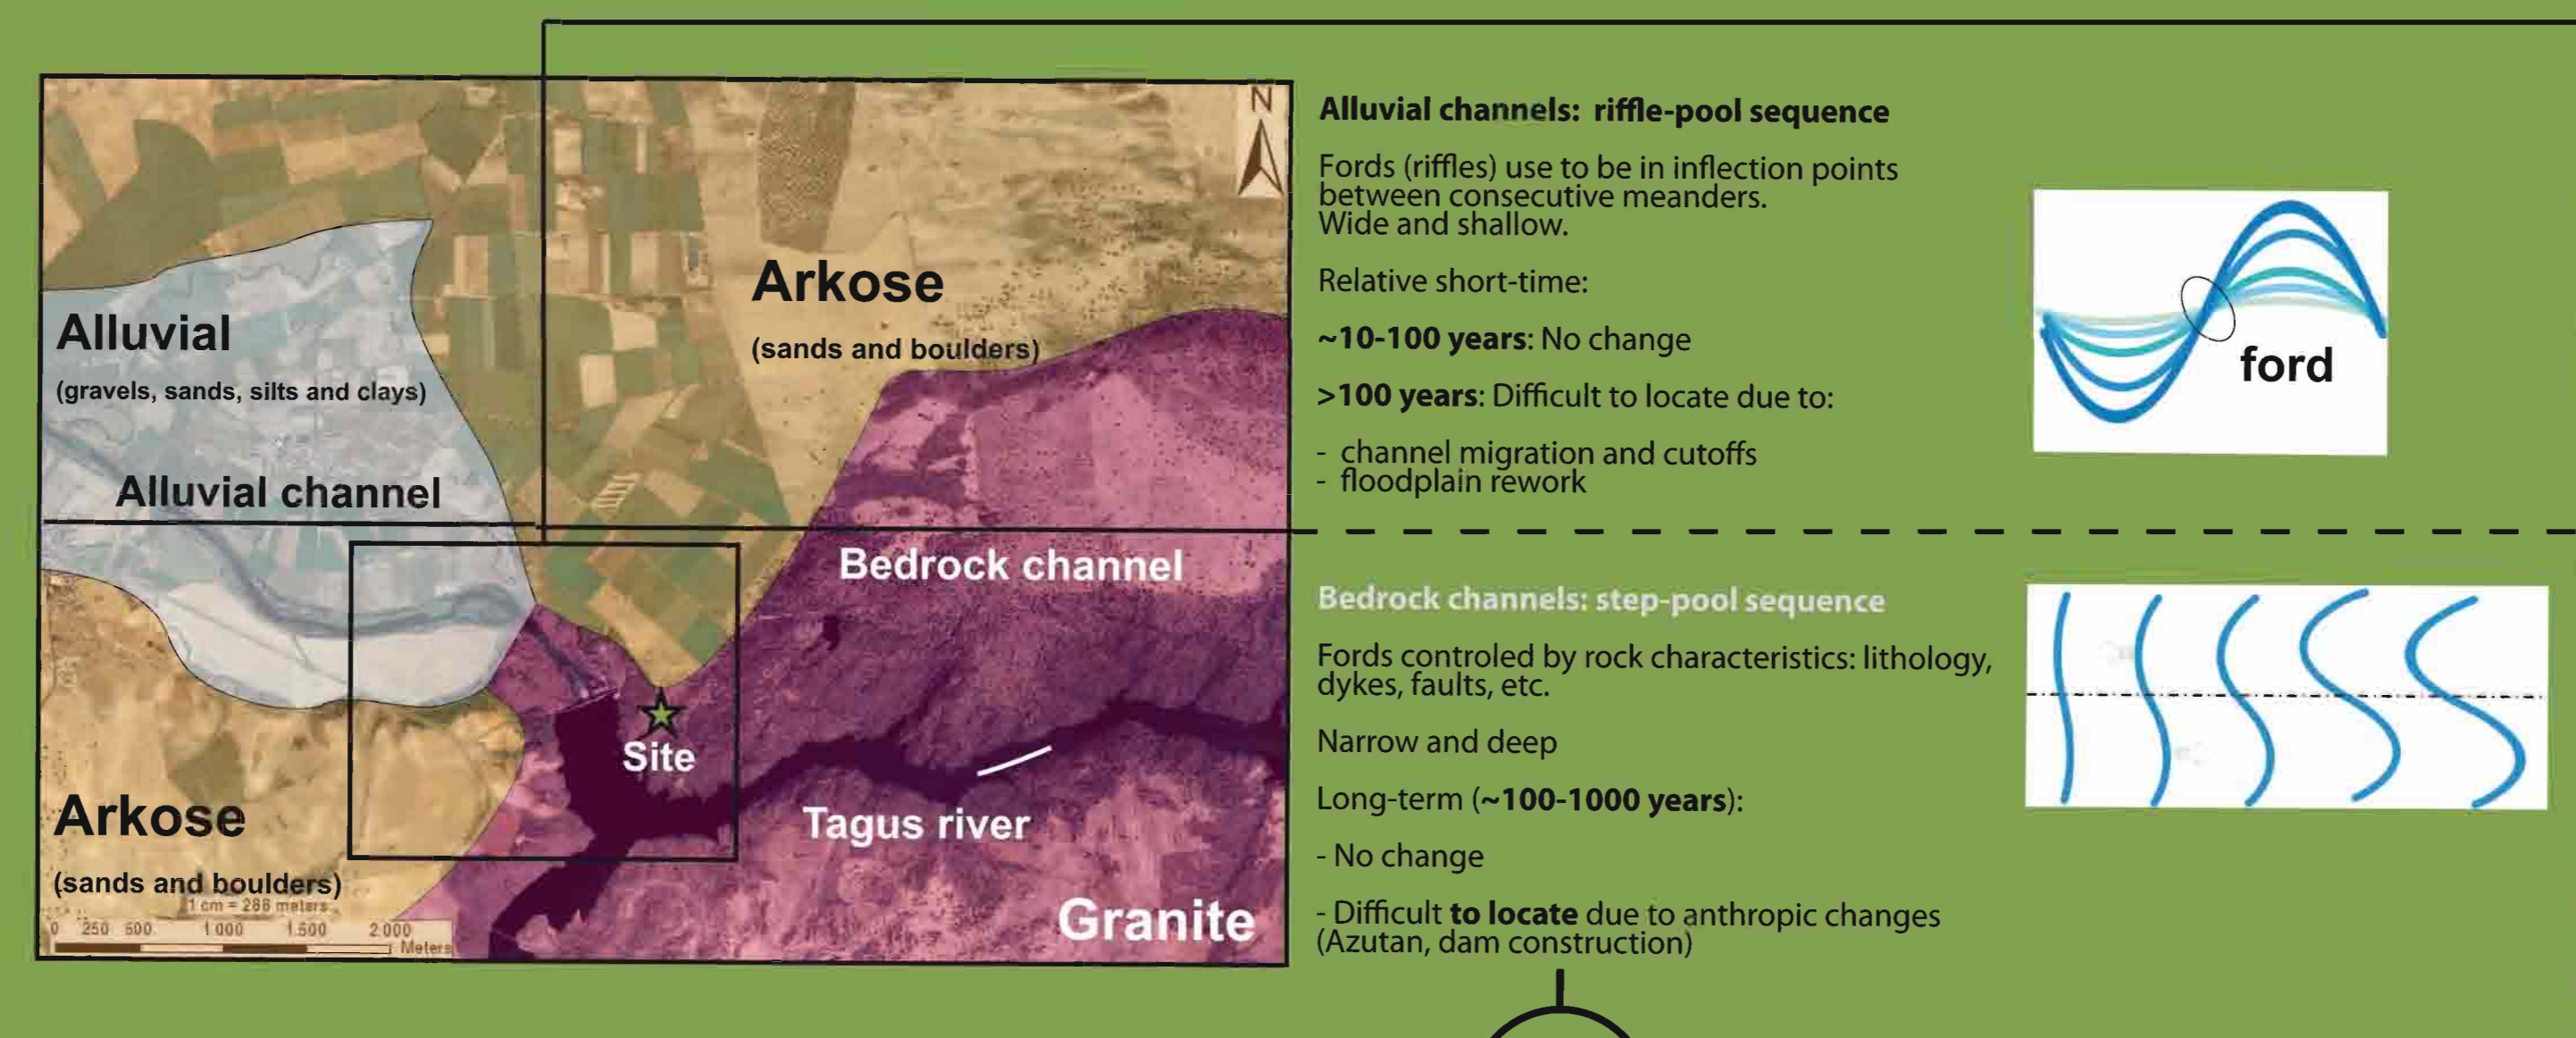 N
Arkose
(sands and boulders)
Alluvial
(gravels, sands, silts and clays)
Alluvial channel
Bedrock channel
Site
Tagus river
Arkose
(sands and boulders)
1 cm = 286 meters
0 250 500 1 000 1.500 2 000
Meters
Granite
Alluvial channels: riffle-pool sequence
Fords (riffles) use to be in inflection points
between consecutive meanders.
Wide and shallow.
Relative short-time:
~10-100 years: No change
>100 years: Difficult to locate due to:
- channel migration and cutoffs
- floodplain rework
ford
Bedrock channels: step-pool sequence
Fords controled by rock characteristics: lithology,
dykes, faults, etc.
Narrow and deep
Long-term (~100-1000 years):
- No change
- Difficult to locate due to anthropic changes
(Azutan, dam construction)